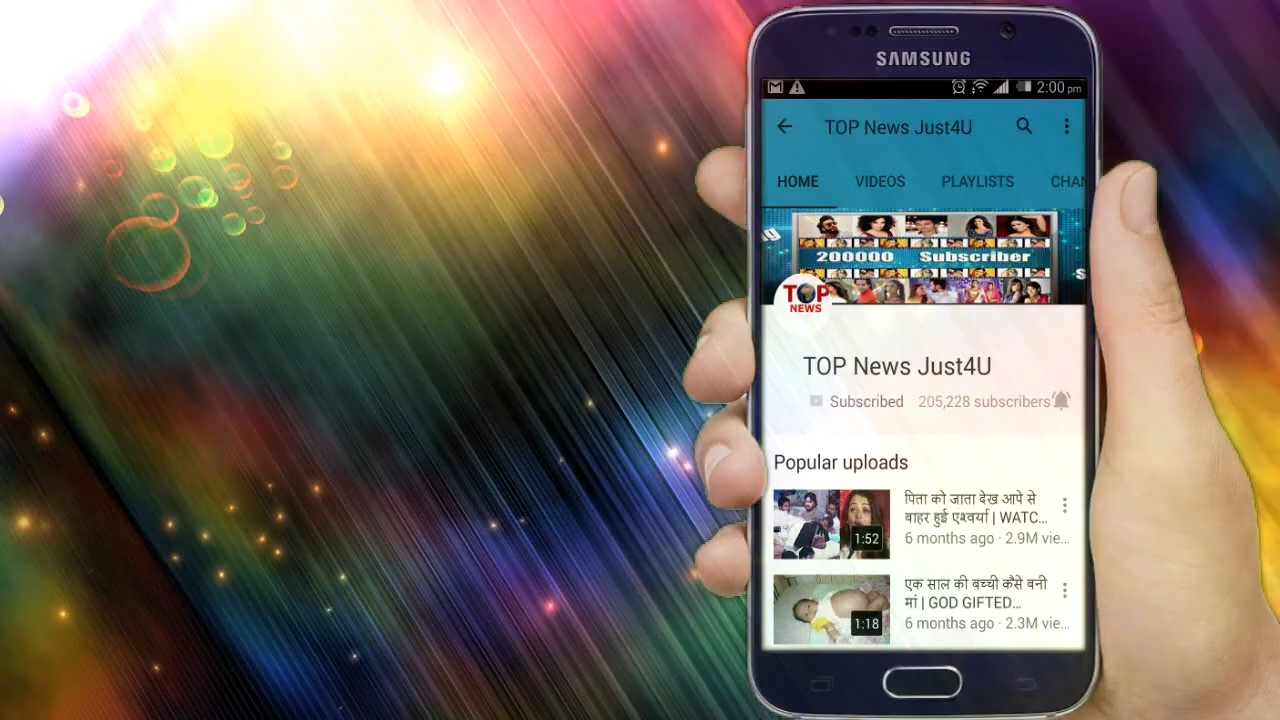 SAMSUNG
2:00 pm
TOP News Just4U
HOME VIDEOS PLAYLISTS CHAN
200000 Subscriber
TOP
NEWS
TOP News Just4U
Subscribed 205,228 subscribers
Popular uploads
पिता को जाता देख आपे से
बाहर हुई एश्वर्या | WATC...
6 months ago · 2.9M vie...
1:52
एक साल की बच्ची कैसे बनी
मां | GOD GIFTED...
6 months ago · 2.3M vie...
1:18